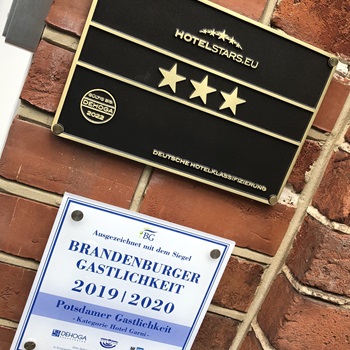 HOTELSTARS.EU
DEHOGA
2022
DEUTSCHE HOTELKLASSIFIZIERUNG
BG
Ausgezeichnet mit dem Siegel
BRANDENBURGER
GASTLICHKEIT
2019 | 2020
Potsdamer Gastlichkeit
- Kategorie Hotel Garni -
DEHOGA